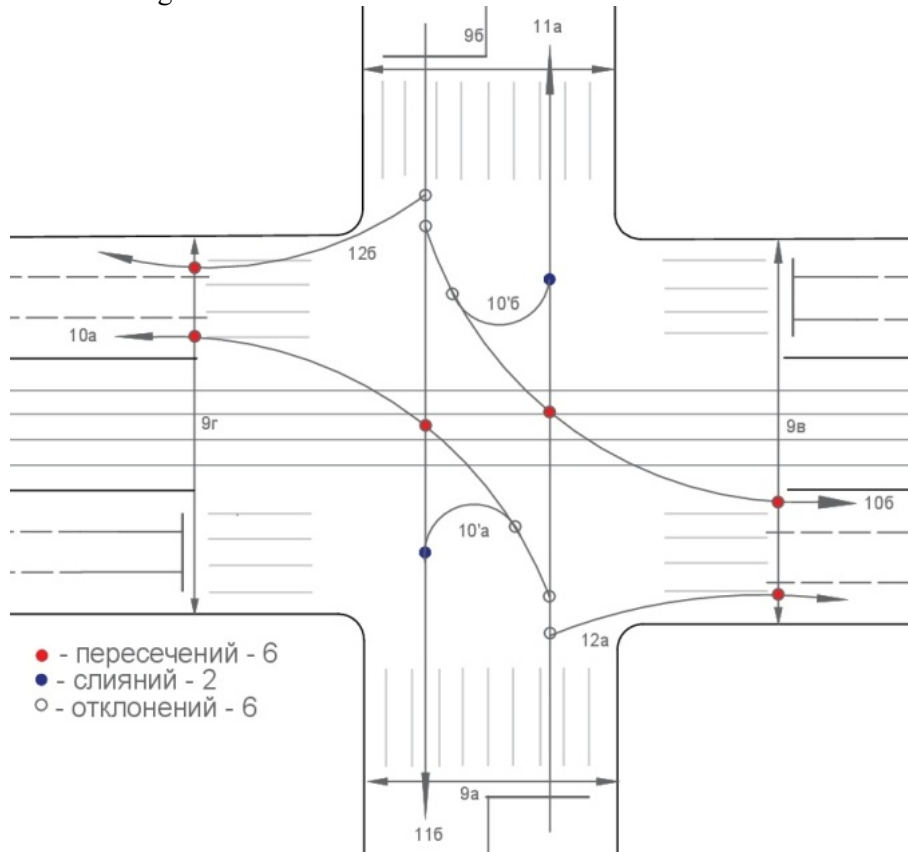 9б
11а
12б
10'б
10а
9г
9в
10б
10'а
12а
- пересечений - 6
- слияний - 2
- отклонений - 6
9а
11б